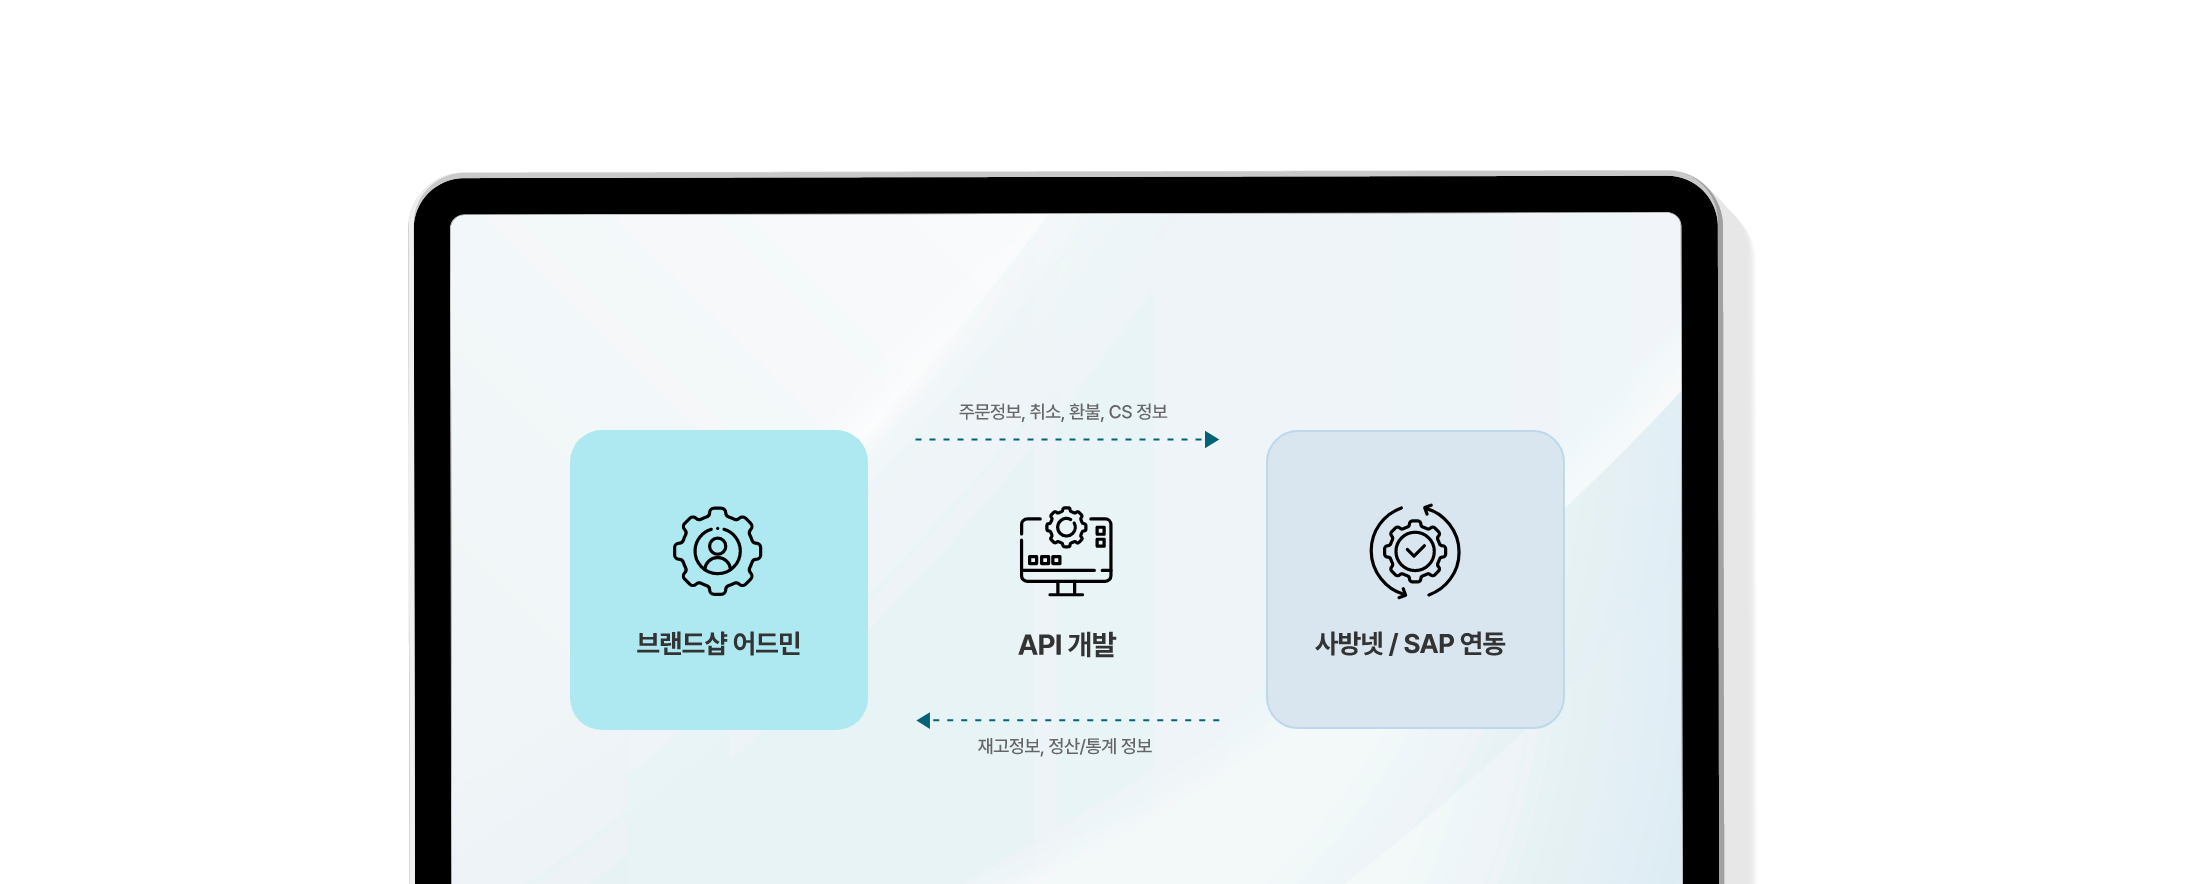 주문정보, 취소, 환불, CS 정보
브랜드샵 어드민
API 개발
사방넷 / SAP 연동
재고정보, 정산/통계 정보